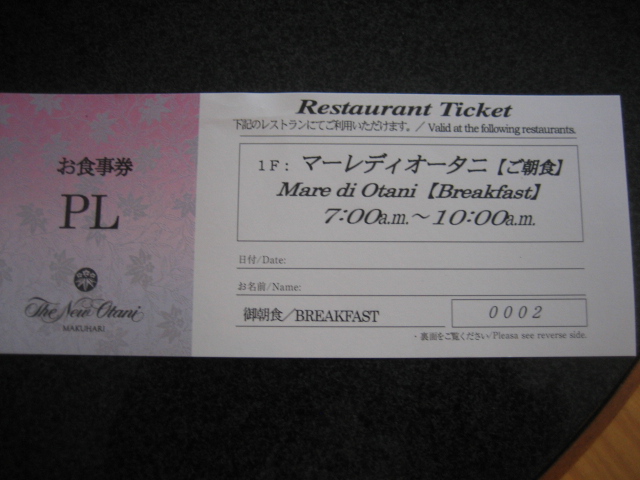 お食事券
PL
The New Otani
MAKUHARI
Restaurant Ticket
下記のレストランにてご利用いただけます。／Valid at the following restaurants.
1F: マーレディオータニ【ご朝食】
Mare di Otani【Breakfast】
7:00a.m.～10:00a.m.
日付/Date:
お名前/Name:
御朝食／BREAKFAST
0002
・裏面をご覧ください/Please see reverse side.